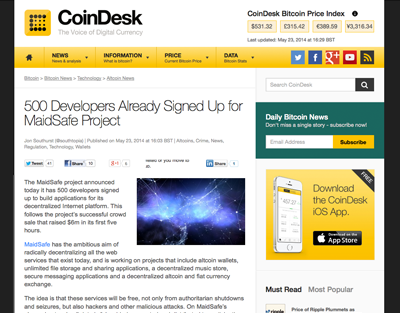 CoinDesk
The Voice of Digital Currency
CoinDesk Bitcoin Price Index
$531.32 £315.42 €389.59 ¥3,318.34
Last updated: May 23, 2014 at 16:29 BST
NEWS
News & analysis
INFORMATION
What is bitcoin?
PRICE
Current Bitcoin Price
DATA
Stats
Bitcoin > Bitcoin News > Technology > Altcoin News
Search CoinDesk
500 Developers Already Signed Up for
MaidSafe Project
Jon Southurst | Published on May 23, 2014 at 16:03 BST | Altcoins, Crime, News,
Regulation, Technology, Wallets
Tweet 41
Share 10
Share 9
The MaidSafe project announced
today it has 500 developers signed
up to build applications for its
decentralized Internet platform. This
follows the project's successful crowd
sale that raised $6m in its first five
hours.
MaidSafe has the ambitious aim of
radically decentralizing all the web
services that exist today, and is working on projects that include altcoin wallets,
unlimited file storage and sharing applications, a decentralized music store,
secure messaging applications and a decentralized altcoin and fiat currency
exchange.
The idea is that these services will be free, not only from authoritarian shutdowns
and seizures, but also hackers and other malicious attacks. On MaidSafe's
Daily Bitcoin News
Don't miss a single story - subscribe now!
Email Address
Subscribe
FREE
Download
the CoinDesk
iOS App.
Download on the
App Store
Must Read Most Popular
ripple
Price of Ripple Plummets as